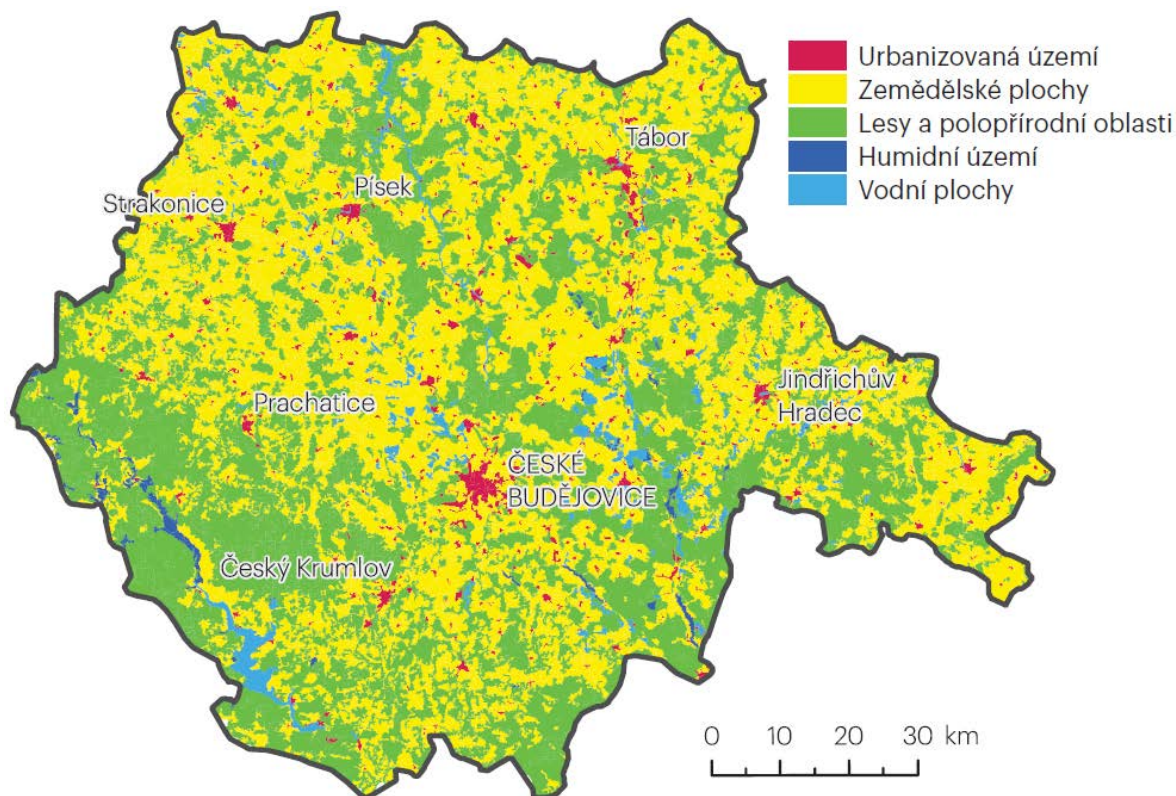 Urbanizovaná území
Zemědělské plochy
Lesy a polopřírodní oblasti
Humidní území
Vodní plochy
Tábor
Písek
Strakonice
Jindřichův
Hradec
Prachatice
ČESKÉ
BUDĚJOVICE
Český Krumlov
0 10 20 30 km